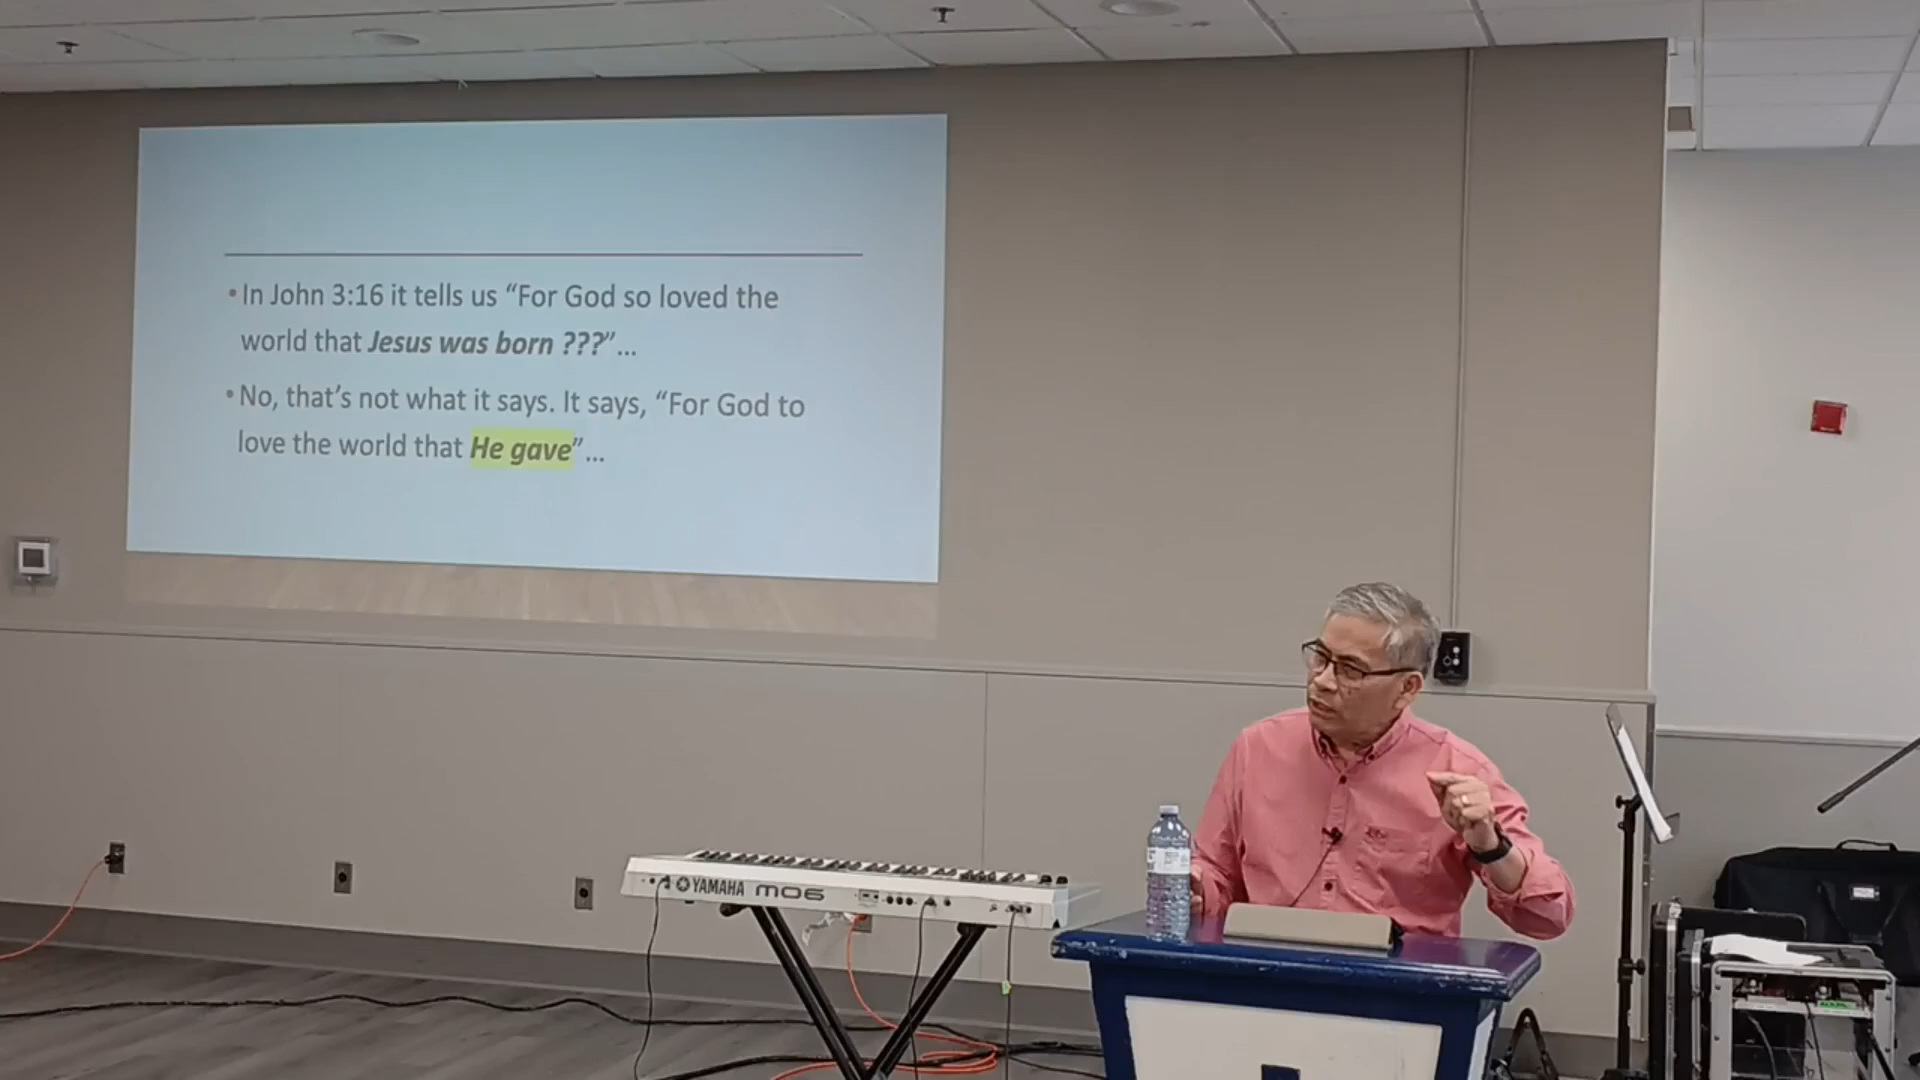 •In John 3:16 it tells us “For God so loved the
world that Jesus was born ???”...
•No, that’s not what it says. It says, “For God to
love the world that He gave”...
YAMAHA MO6